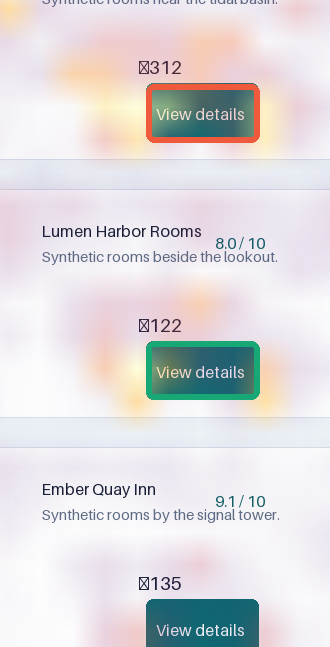 Synthetic rooms near the tidal basin.
312
View details
Lumen Harbor Rooms
8.0 / 10
Synthetic rooms beside the lookout.
122
View details
Ember Quay Inn
9.1 / 10
Synthetic rooms by the signal tower.
135
View details